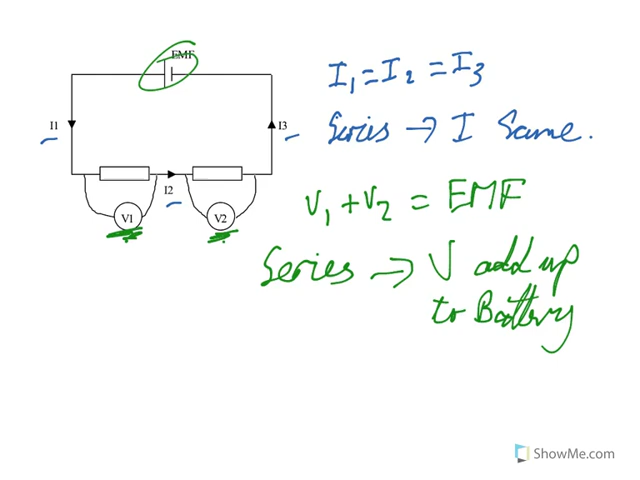 EMF
I1
I3
I2
V1
V2
I1 = I2 = I3
Series → I Same.
V1 + V2 = EMF
Series → V add up
to Battery
ShowMe.com